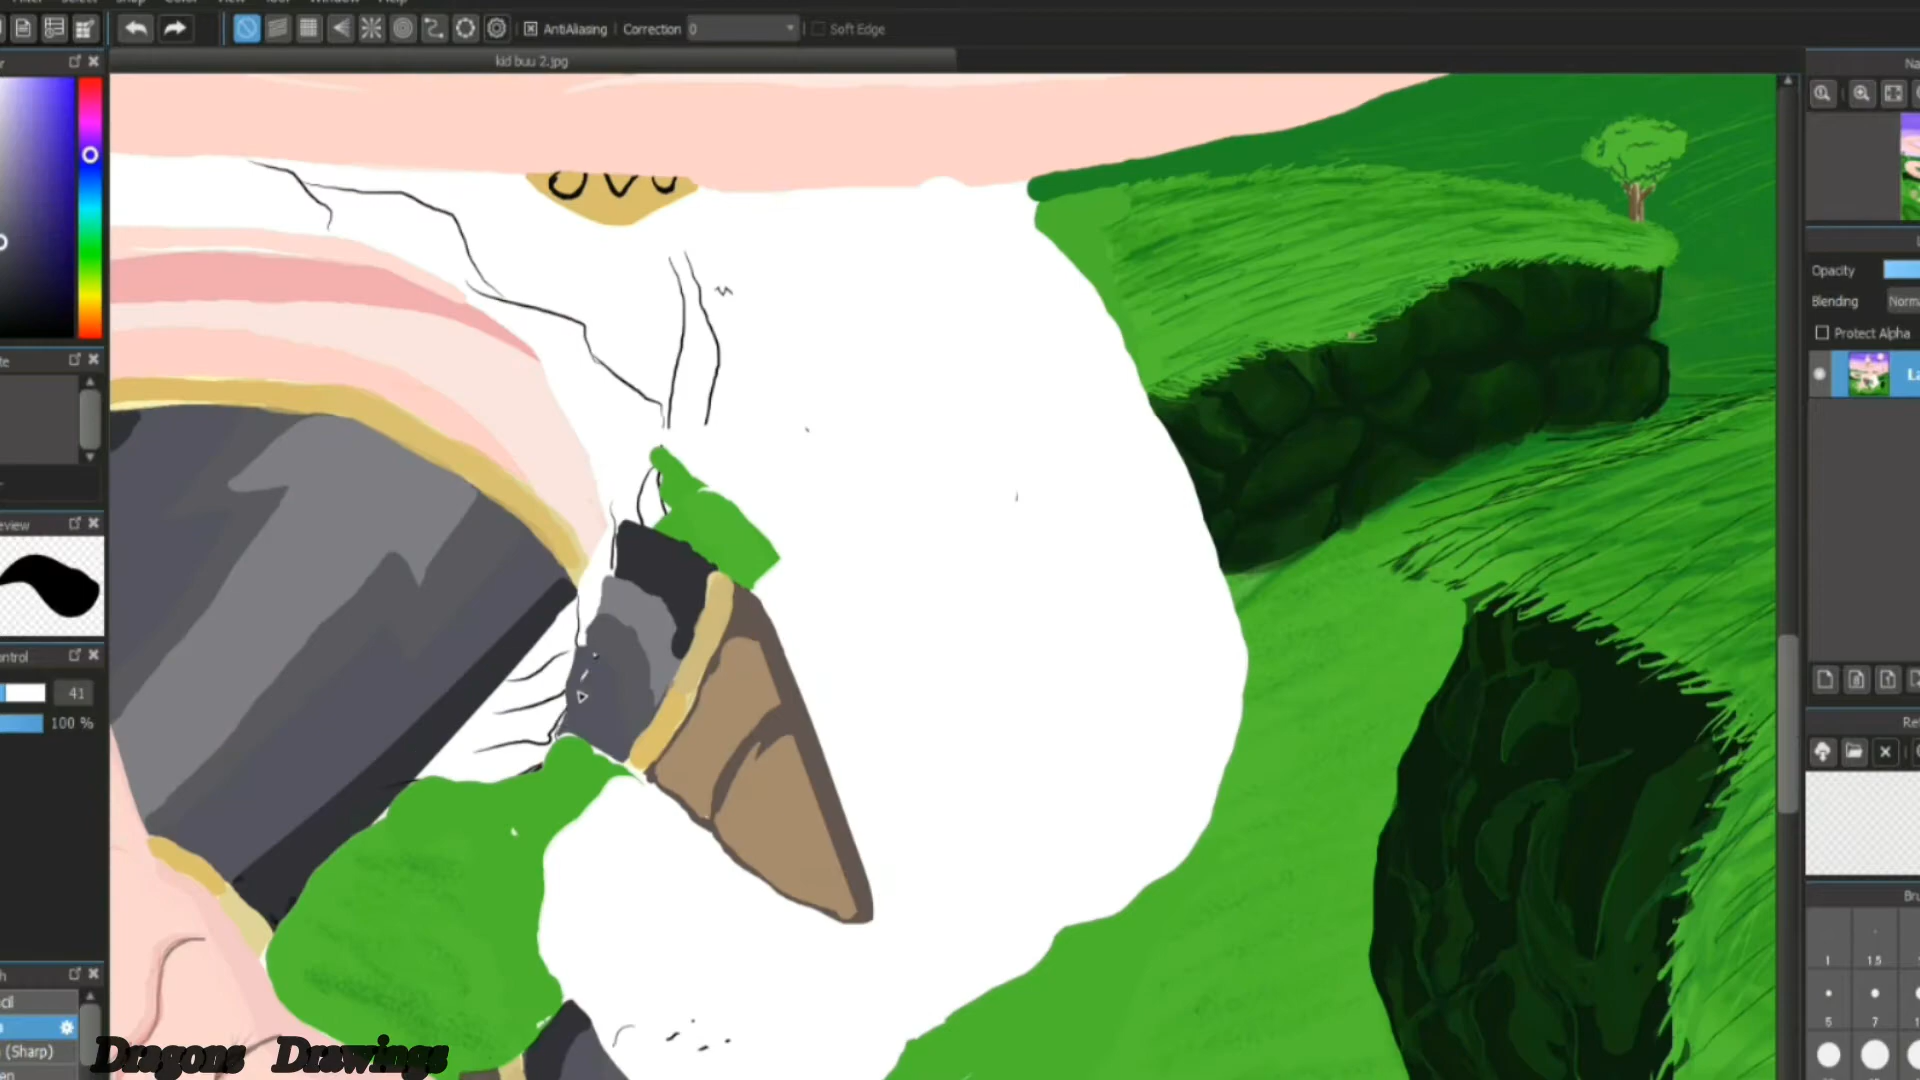 AntiAliasing
Correction 0
Soft Edge
kid buu 2.jpg
Opacity
Blending
Protect Alpha
41
100 %
(Sharp)
1
1.5
5
7
Dragons Drawings